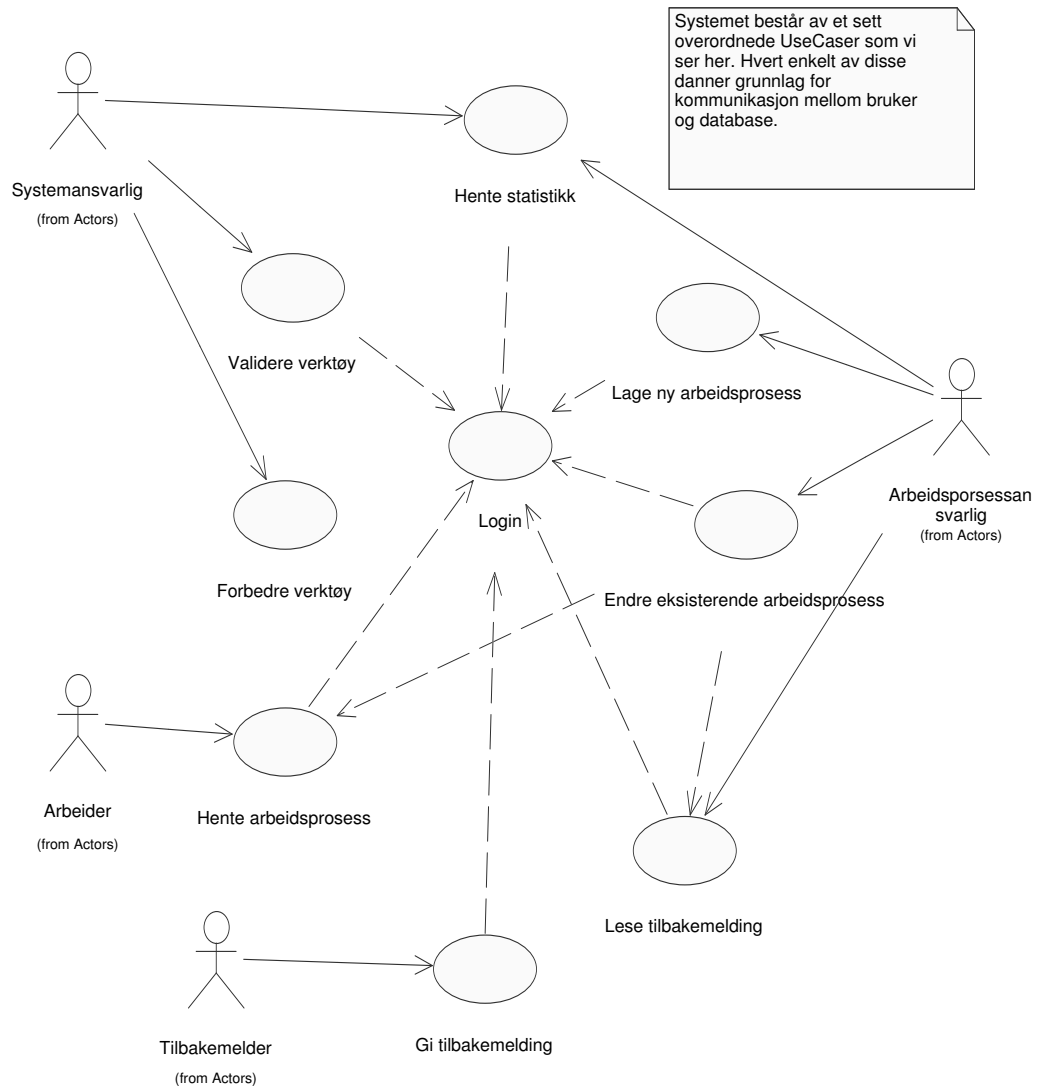 Systemet består av et sett
overordnede UseCaser som vi
ser her. Hvert enkelt av disse
danner grunnlag for
kommunikasjon mellom bruker
og database.
Systemansvarlig
(from Actors)
Hente statistikk
Validere verktøy
Lage ny arbeidsprosess
Arbeidsporsessan
svarlig
(from Actors)
Login
Forbedre verktøy
Endre eksisterende arbeidsprosess
Arbeider
(from Actors)
Hente arbeidsprosess
Lese tilbakemelding
Tilbakemelder
(from Actors)
Gi tilbakemelding